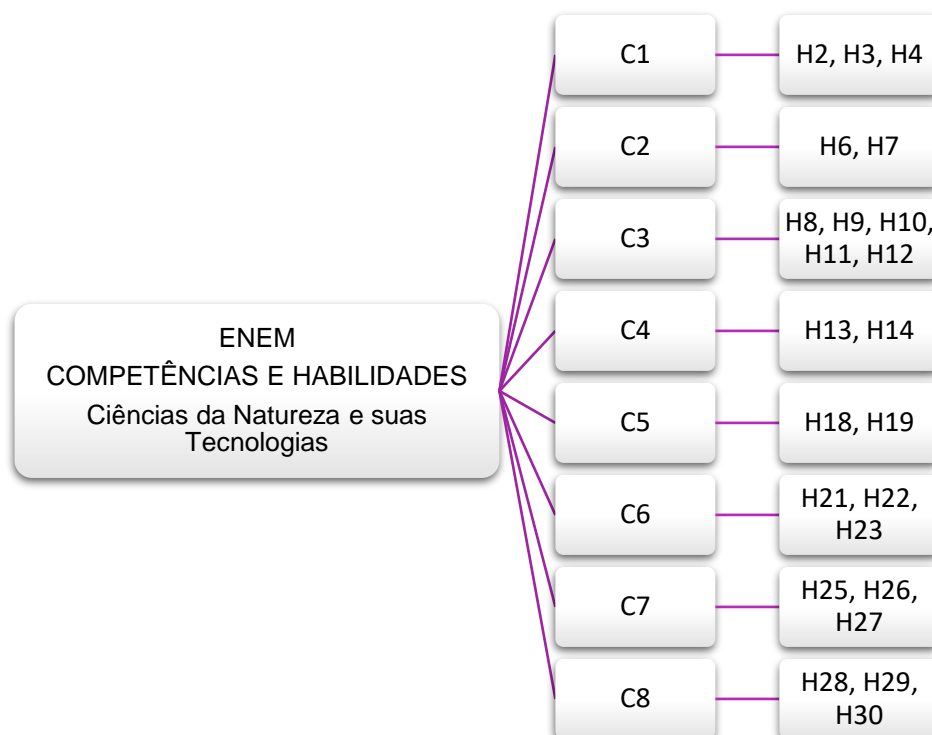 ENEM
COMPETÊNCIAS E HABILIDADES
Ciências da Natureza e suas
Tecnologias
C1
H2, H3, H4
C2
H6, H7
C3
H8, H9, H10,
H11, H12
C4
H13, H14
C5
H18, H19
C6
H21, H22,
H23
C7
H25, H26,
H27
C8
H28, H29,
H30